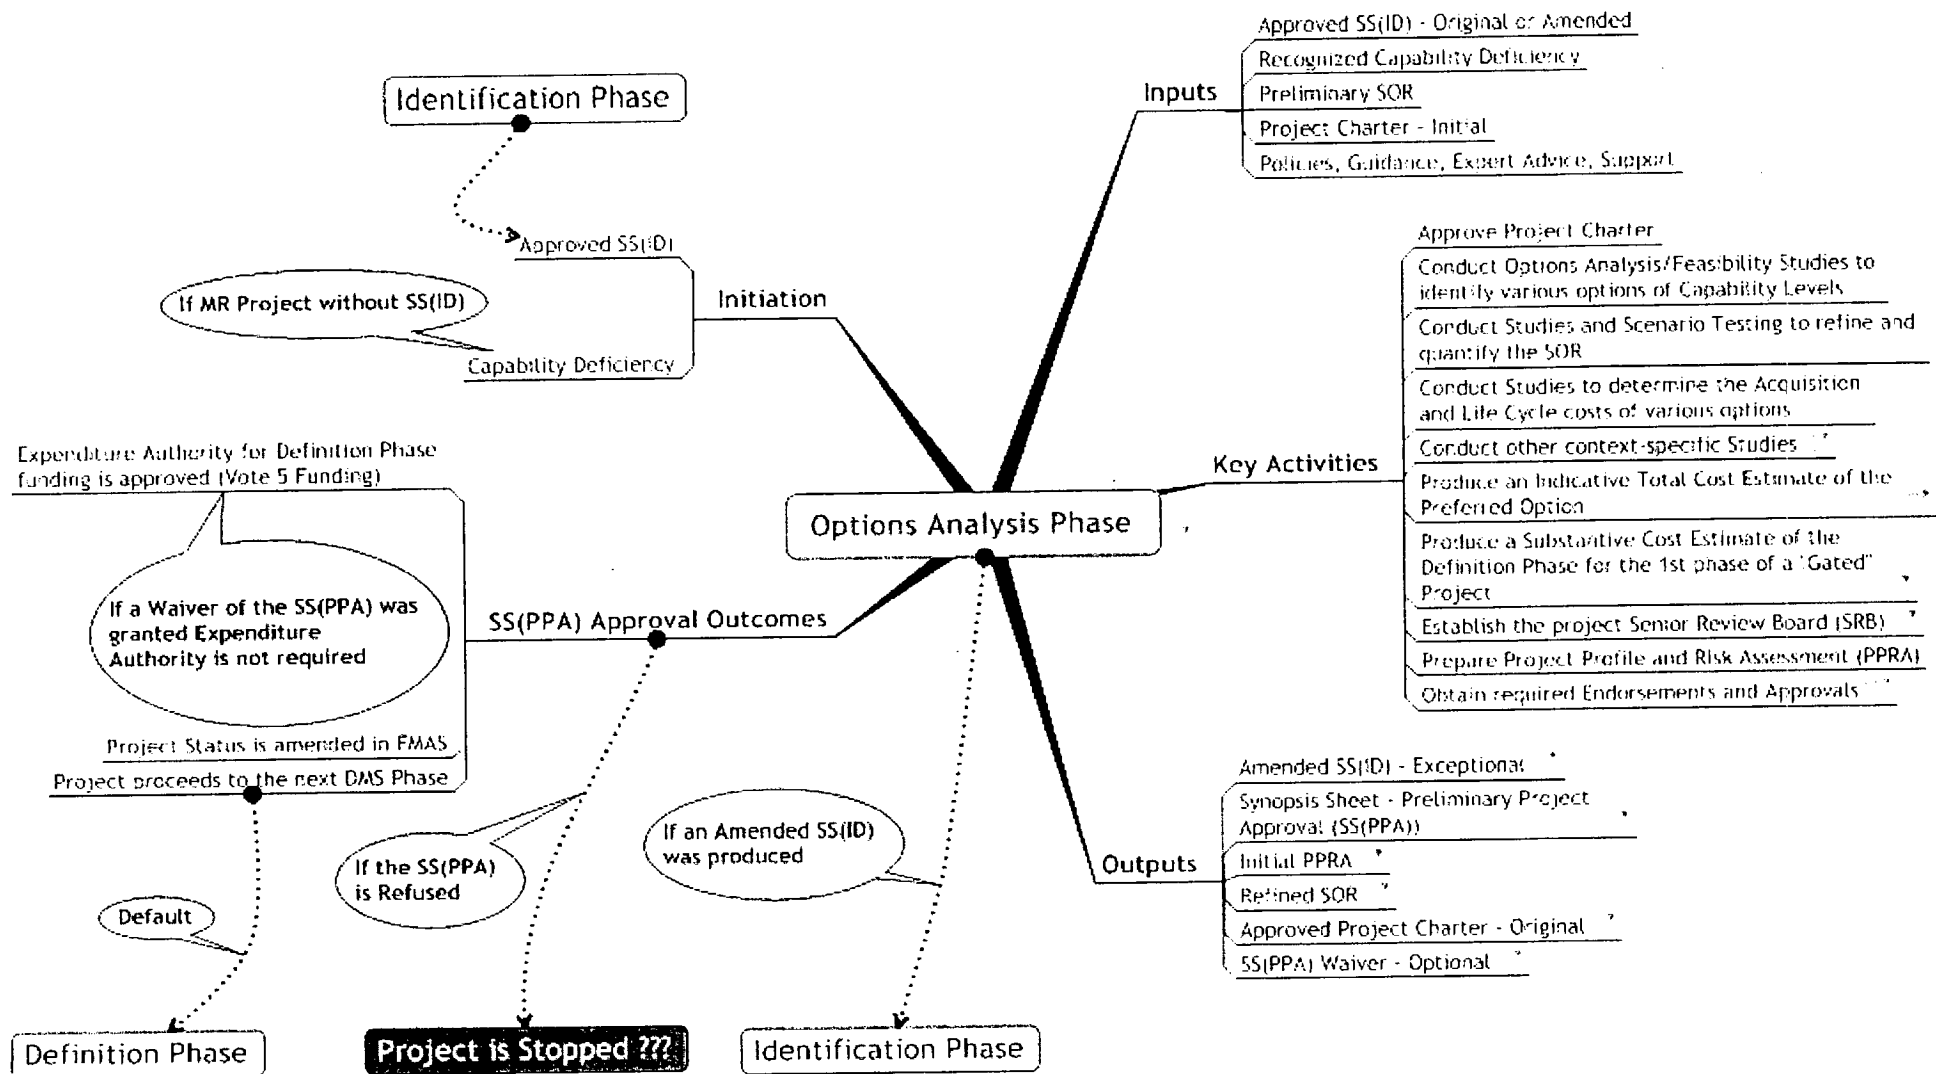 Identification Phase
Approved SS(ID)
If MR Project without SS(ID)
Initiation
Capability Deficiency
Expenditure Authority for Definition Phase
funding is approved (Vote 5 Funding)
If a Waiver of the SS(PPA) was
granted Expenditure
Authority is not required
SS(PPA) Approval Outcomes
Project Status is amended in FMAS
Project proceeds to the next DMS Phase
Default
If the SS(PPA)
is Refused
If an Amended SS(ID)
was produced
Definition Phase
Project is Stopped ???
Identification Phase
Options Analysis Phase
Inputs
Approved SS(ID) - Original or Amended
Recognized Capability Deficiency
Preliminary SOR
Project Charter - Initial
Policies, Guidance, Expert Advice, Support
Key Activities
Approve Project Charter
Conduct Options Analysis/Feasibility Studies to
identify various options of Capability Levels
Conduct Studies and Scenario Testing to refine and
quantify the SOR
Conduct Studies to determine the Acquisition
and Life Cycle costs of various options
Conduct other context-specific Studies
Produce an Indicative Total Cost Estimate of the
Preferred Option
Produce a Substantive Cost Estimate of the
Definition Phase for the 1st phase of a "Gated"
Project
Establish the project Senior Review Board (SRB)
Prepare Project Profile and Risk Assessment (PPRA)
Obtain required Endorsements and Approvals
Outputs
Amended SS(ID) - Exceptional
Synopsis Sheet - Preliminary Project
Approval (SS(PPA))
Initial PPRA
Refined SOR
Approved Project Charter - Original
SS(PPA) Waiver - Optional